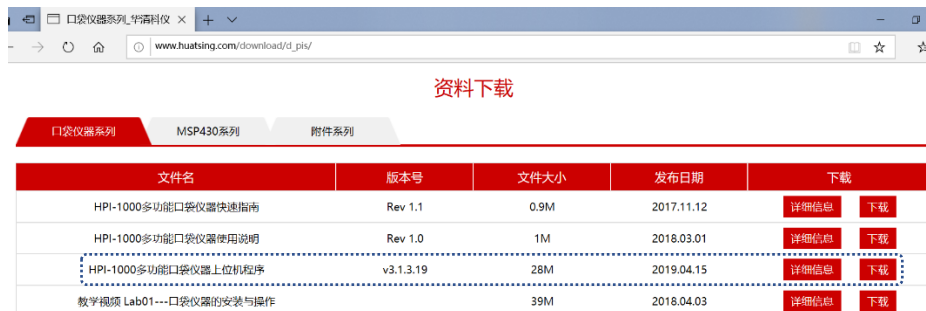 口袋仪器系列_华清科仪
www.huatsing.com/download/d_pis/
资料下载
口袋仪器系列 MSP430系列 附件系列
文件名 版本号 文件大小 发布日期 下载
HPI-1000多功能口袋仪器快速指南 Rev 1.1 0.9M 2017.11.12 详细信息 下载
HPI-1000多功能口袋仪器使用说明 Rev 1.0 1M 2018.03.01 详细信息 下载
HPI-1000多功能口袋仪器上位机程序 v3.1.3.19 28M 2019.04.15 详细信息 下载
教学视频 Lab01---口袋仪器的安装与操作 39M 2018.04.03 详细信息 下载